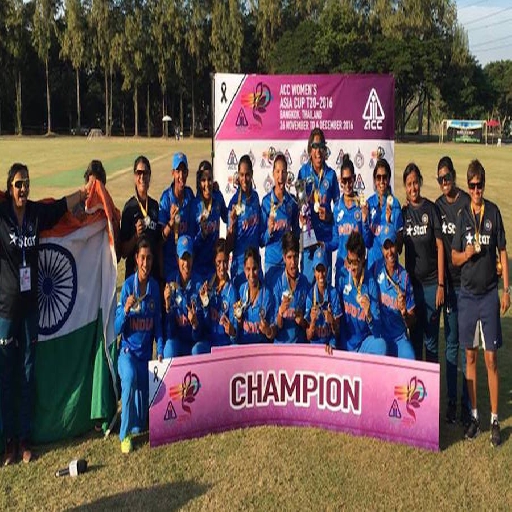 ACC WOMEN'S
ASIA CUP T20-2016
BANGKOK, THAILAND
26 NOVEMBER TO 4 DECEMBER 2016
ACC
Star
Star
Star
INDIA
INDIA
CHAMPION